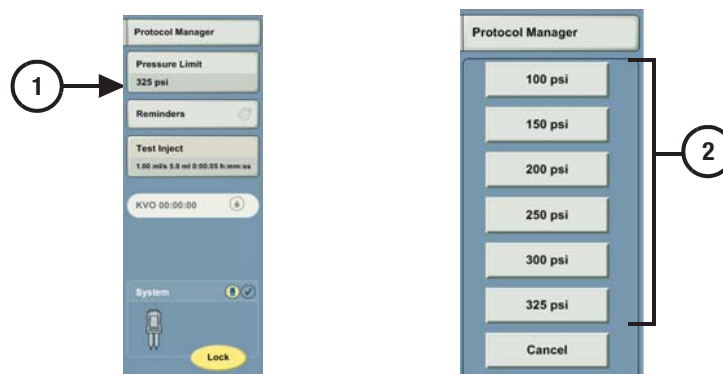 1
Protocol Manager
Pressure Limit
325 psi
Reminders
Test Inject
1.00 ml/s 5.0 ml 0:00:05 h:mm:ss
KVO 00:00:00
System
Lock
Protocol Manager
100 psi
150 psi
200 psi
250 psi
300 psi
325 psi
Cancel
2